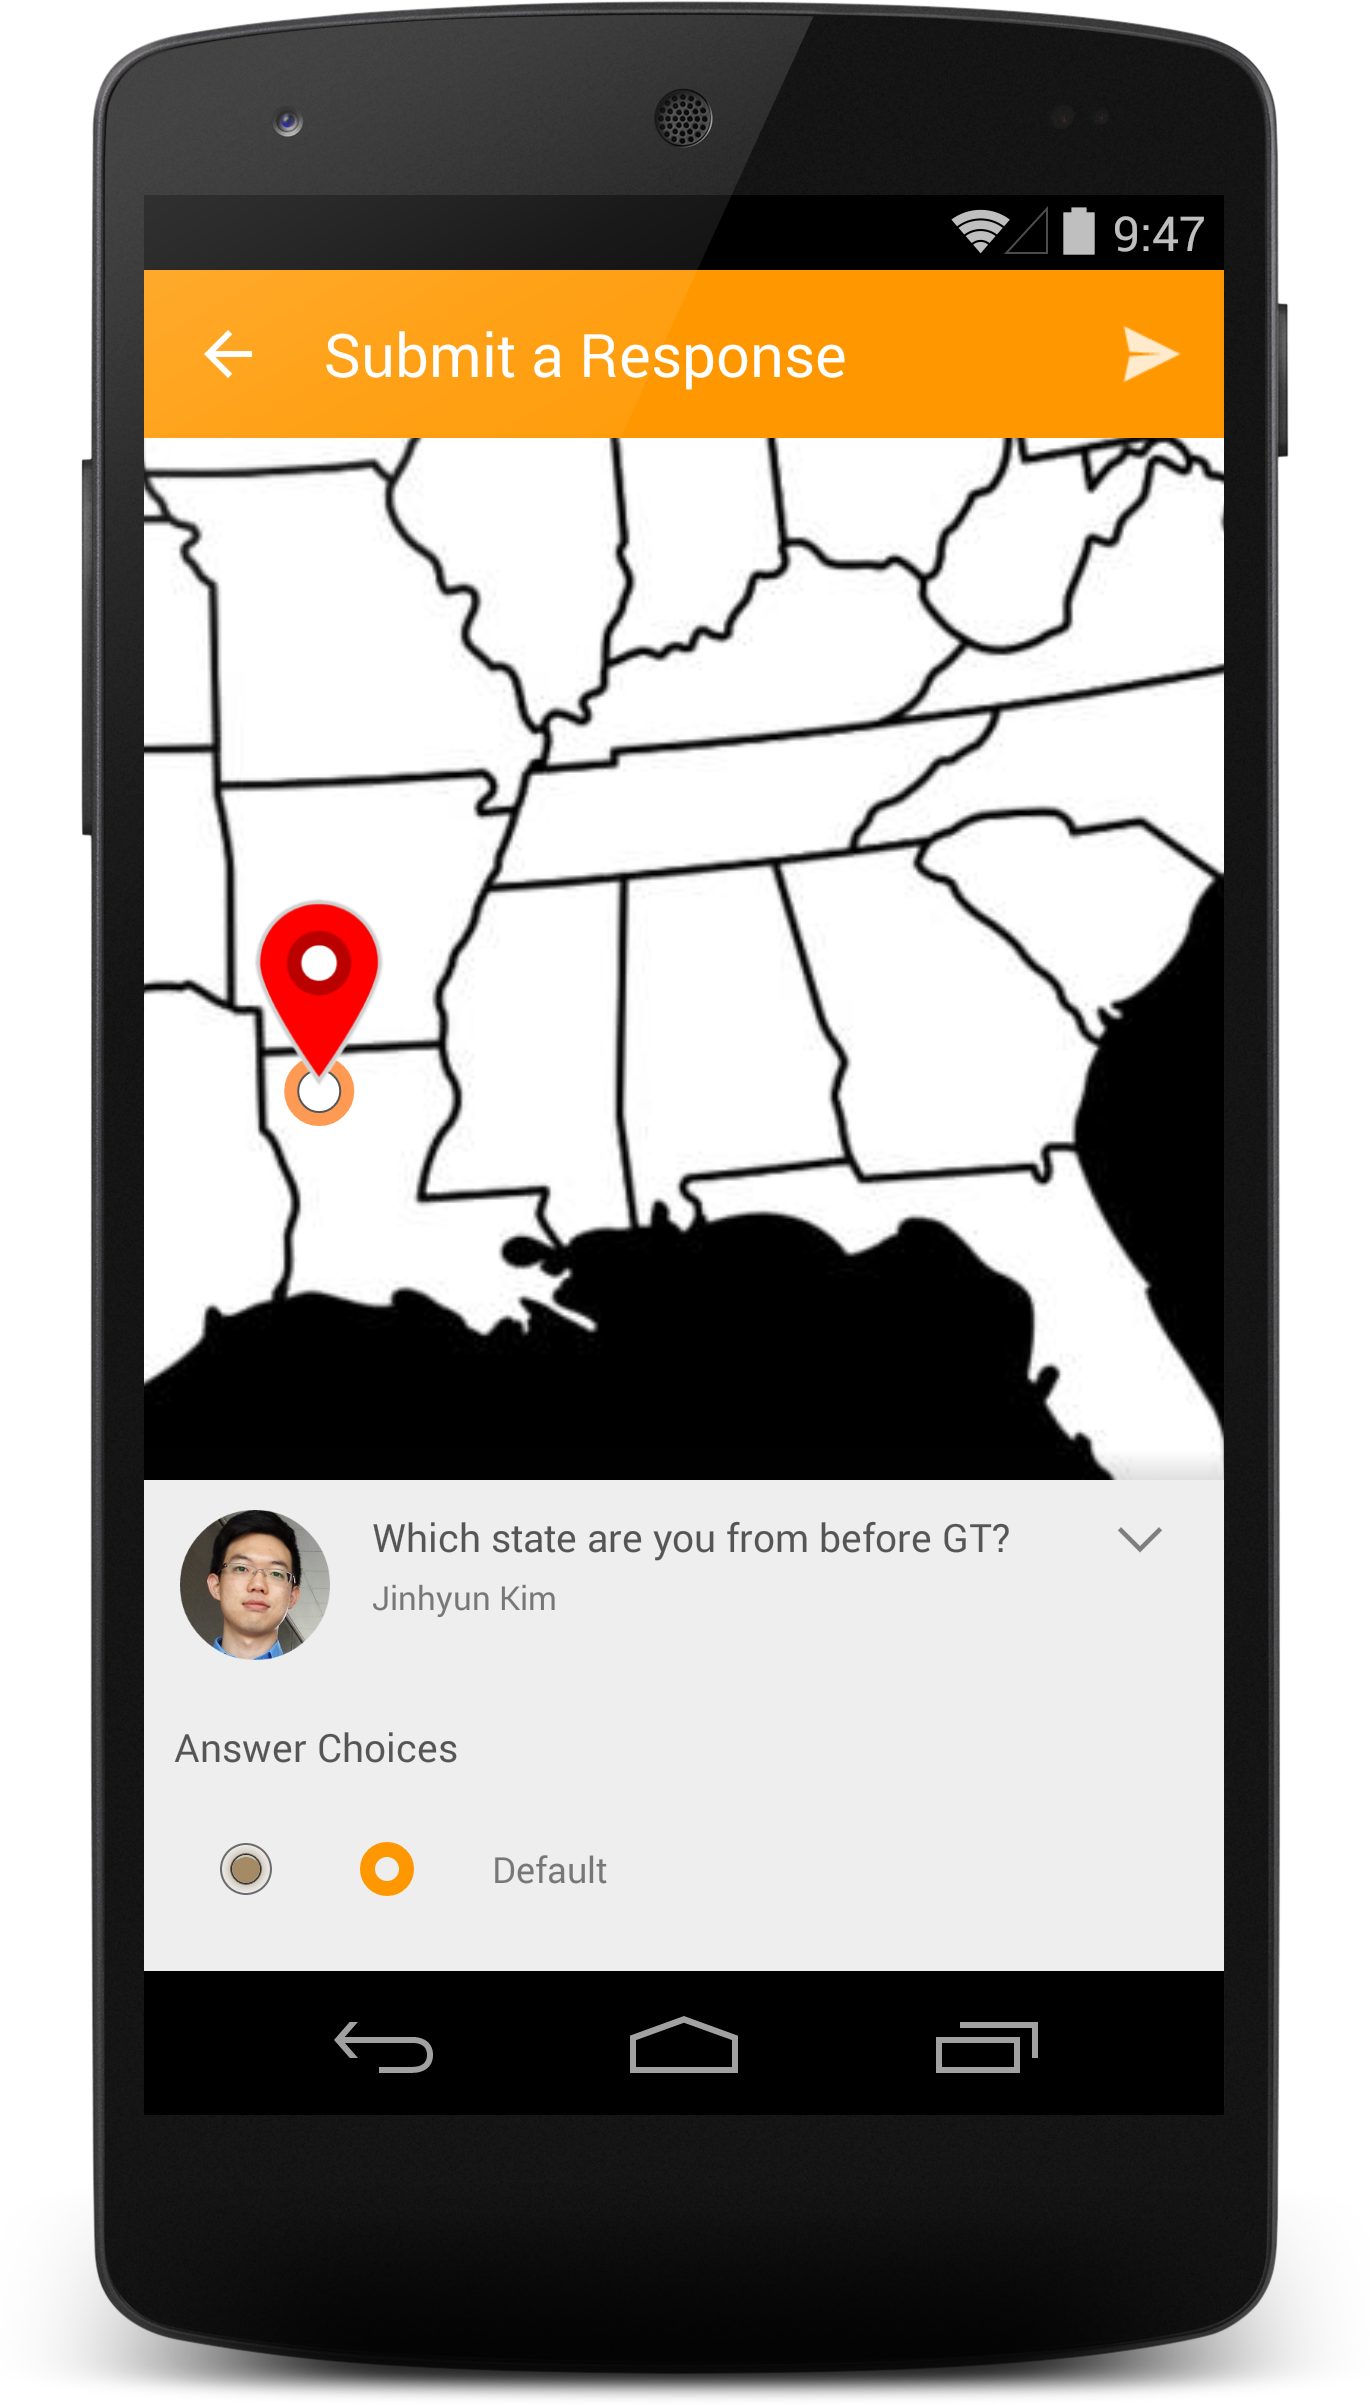 9:47
Submit a Response
Which state are you from before GT?
Jinhyun Kim
Answer Choices
Default